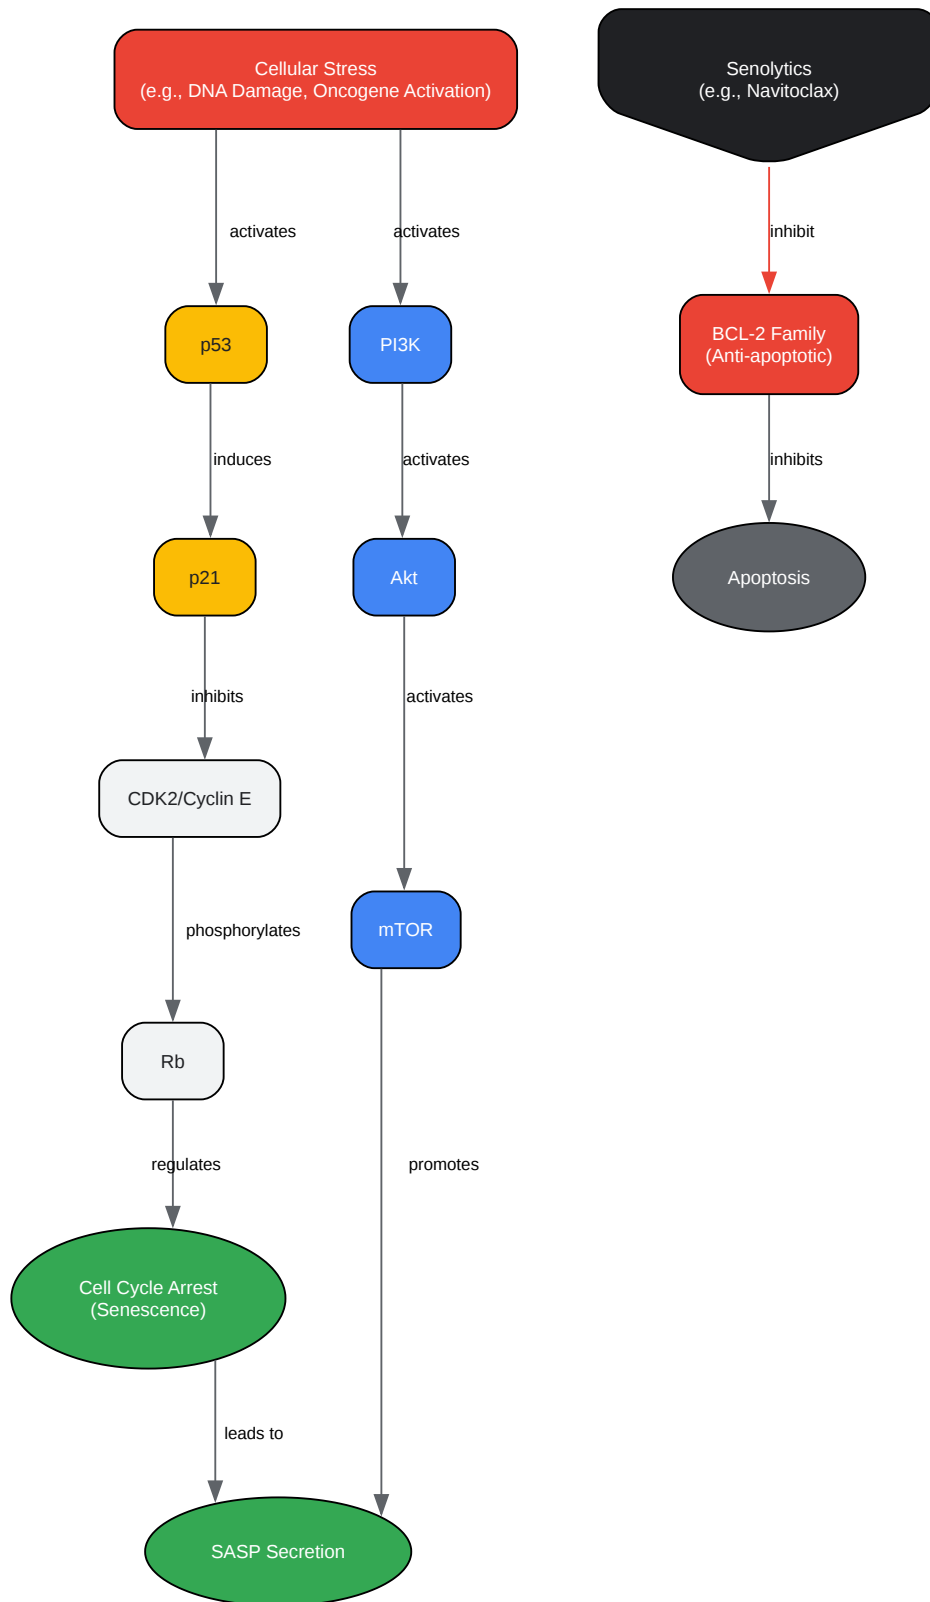 Cellular Stress
(e.g., DNA Damage, Oncogene Activation)
Senolytics
(e.g., Navitoclax)
activates
activates
inhibit
p53
PI3K
BCL-2 Family
(Anti-apoptotic)
induces
activates
inhibits
p21
Akt
Apoptosis
inhibits
activates
CDK2/Cyclin E
phosphorylates
mTOR
Rb
regulates
promotes
Cell Cycle Arrest
(Senescence)
leads to
SASP Secretion